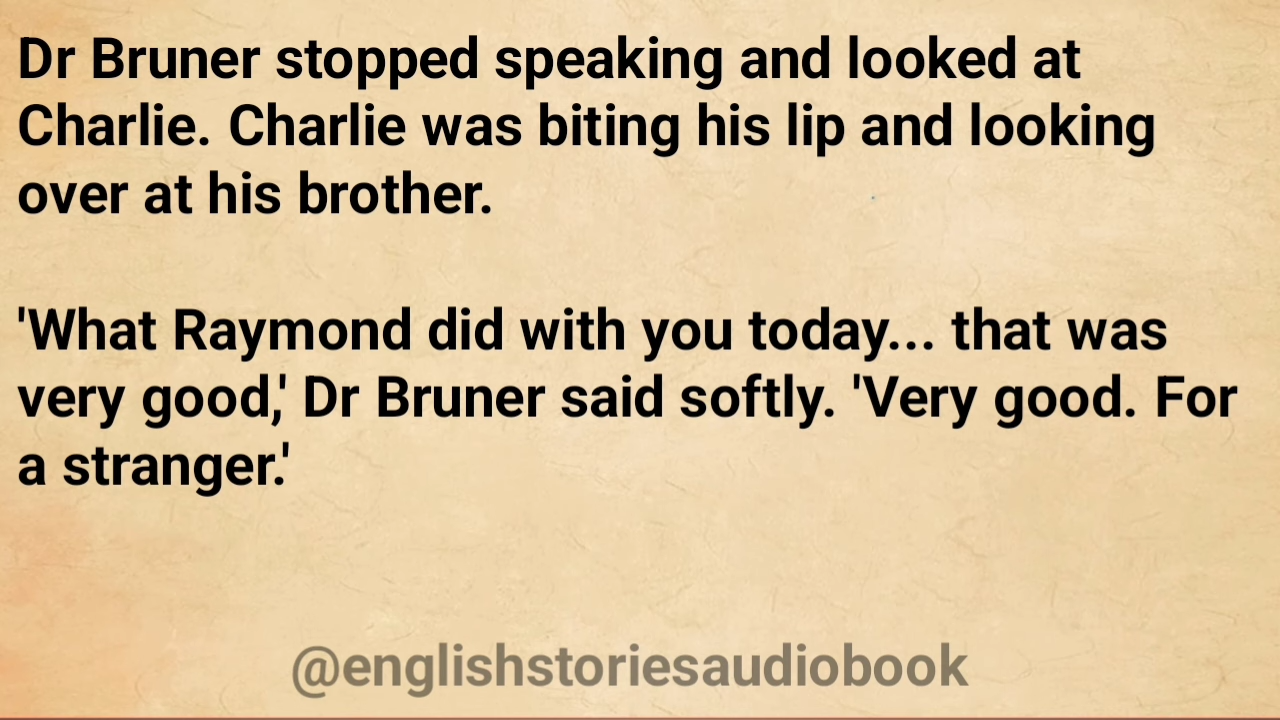 Dr Bruner stopped speaking and looked at
Charlie. Charlie was biting his lip and looking
over at his brother.
'What Raymond did with you today... that was
very good,' Dr Bruner said softly. 'Very good. For
a stranger.'
@englishstoriesaudiobook